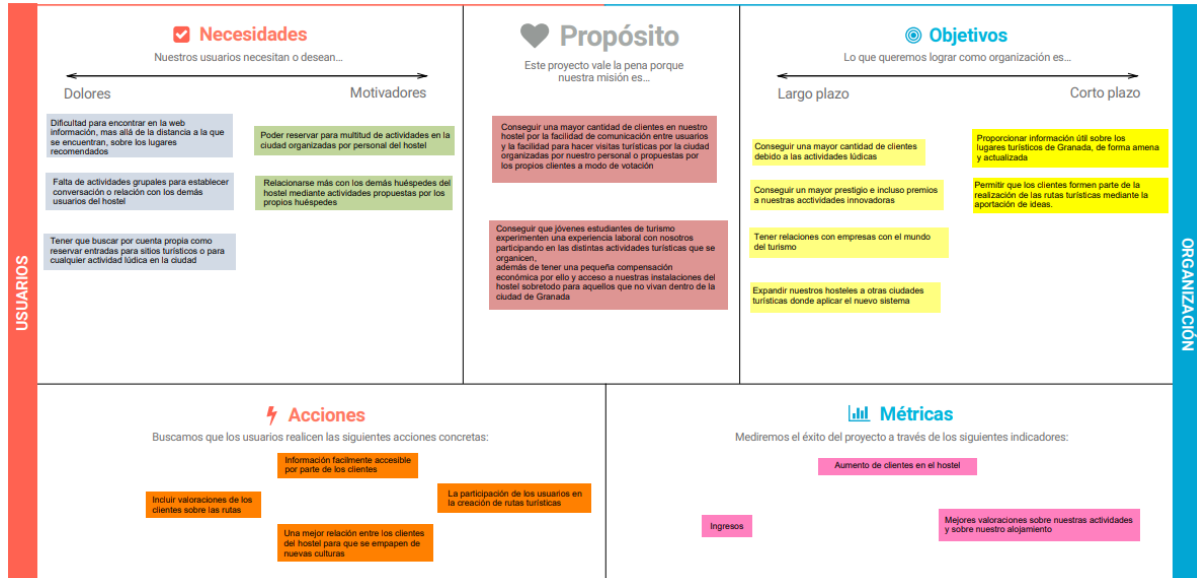 USUARIOS
Necesidades
Nuestros usuarios necesitan o desean...
Dolores
Motivadores
Dificultad para encontrar en la web
información, mas allá de la distancia a la que
se encuentran, sobre los lugares
recomendados
Falta de actividades grupales para establecer
conversación o relación con los demás
usuarios del hostel
Tener que buscar por cuenta propia como
reservar entradas para sitios turísticos o para
cualquier actividad lúdica en la ciudad
Poder reservar para multitud de actividades en la
ciudad organizadas por personal del hostel
Relacionarse más con los demás huéspedes del
hostel mediante actividades propuestas por los
propios huéspedes
Propósito
Este proyecto vale la pena porque
nuestra misión es...
Conseguir una mayor cantidad de clientes en nuestro
hostel por la facilidad de comunicación entre usuarios
y la facilidad para hacer visitas turísticas por la ciudad
organizadas por nuestro personal o propuestas por
los propios clientes a modo de votación
Conseguir que jóvenes estudiantes de turismo
experimenten una experiencia laboral con nosotros
participando en las distintas actividades turísticas que se
organicen,
además de tener una pequeña compensación
económica por ello y acceso a nuestras instalaciones del
hostel sobretodo para aquellos que no vivan dentro de la
ciudad de Granada
Objetivos
Lo que queremos lograr como organización es...
Largo plazo
Corto plazo
Conseguir una mayor cantidad de clientes
debido a las actividades lúdicas
Conseguir un mayor prestigio e incluso premios
a nuestras acctividades innovadoras
Tener relaciones con empresas con el mundo
del turismo
Expandir nuestros hosteles a otras ciudades
turísticas donde aplicar el nuevo sistema
Proporcionar información útil sobre los
lugares turísticos de Granada, de forma amena
y actualizada
Permitir que los clientes formen parte de la
realización de las rutas turísticas mediante la
aportación de ideas.
ORGANIZACIÓN
Acciones
Buscamos que los usuarios realicen las siguientes acciones concretas:
Información facilmente accesible
por parte de los clientes
Incluir valoraciones de los
clientes sobre las rutas
La participación de los usuarios en
la creación de rutas turísticas
Una mejor relación entre los clientes
del hostel para que se empapen de
nuevas culturas
Métricas
Mediremos el éxito del proyecto a través de los siguientes indicadores:
Aumento de clientes en el hostel
Ingresos
Mejores valoraciones sobre nuestras actividades
y sobre nuestro alojamiento